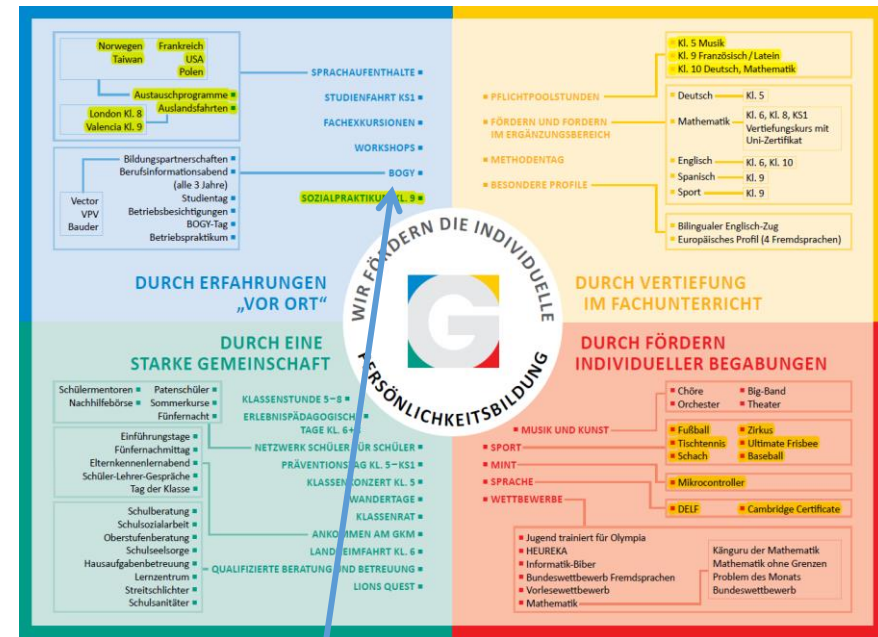 Norwegen Frankreich
Taiwan USA
Polen
Austauschprogramme
Auslandsfahrten
London Kl. 8
Valencia Kl. 9
SPRACHAUFENTHALTE
STUDIENFAHRT KS1
FACHEXKURSIONEN
WORKSHOPS
BOGY
SOZIALPRAKTIKUM KL. 9
Bildungspartnerschaften
Berufsinformationsabend
(alle 3 Jahre)
Studientag
Betriebsbesichtigungen
BOGY-Tag
Betriebspraktikum
Vector
VPV
Bauder
DURCH ERFAHRUNGEN
„VOR ORT“
PFLICHTPOOLSTUNDEN
FÖRDERN UND FORDERN
IM ERGÄNZUNGSBEREICH
METHODENTAG
BESONDERE PROFILE
Kl. 5 Musik
Kl. 9 Französisch/Latein
Kl. 10 Deutsch, Mathematik
Deutsch Kl. 5
Mathematik Kl. 6, Kl. 8, KS1
Vertiefungskurs mit
Uni-Zertifikat
Englisch Kl. 6, Kl. 10
Spanisch Kl. 9
Sport Kl. 9
Bilingualer Englisch-Zug
Europäisches Profil (4 Fremdsprachen)
DURCH VERTIEFUNG
IM FACHUNTERRICHT
WIR FÖRDERN DIE INDIVIDUELLE
G
PERSÖNLICHKEITSBILDUNG
DURCH EINE
STARKE GEMEINSCHAFT
Schülermentoren Patenschüler
Nachhilfebörse Sommerkurse
Fünfernacht
Einführungstage
Fünfernachmittag
Elternkennenlernabend
Schüler-Lehrer-Gespräche
Tag der Klasse
Schulberatung
Schulsozialarbeit
Oberstufenberatung
Schulseelsorge
Hausaufgabenbetreuung
Lernzentrum
Streitschlichter
Schulsanitäter
KLASSENSTUNDE 5–8
ERLEBNISPÄDAGOGISCHE
TAGE KL. 6+
NETZWERK SCHÜLER FÜR SCHÜLER
PRÄVENTIONSTAG KL. 5–KS1
KLASSENKONZERT KL. 5
WANDERTAGE
KLASSENRAT
ANKOMMEN AM GKM
LANDHEIMFAHRT KL. 6
QUALIFIZIERTE BERATUNG UND BETREUUNG
LIONS QUEST
DURCH FÖRDERN
INDIVIDUELLER BEGABUNGEN
MUSIK UND KUNST
SPORT
MINT
SPRACHE
WETTBEWERBE
Chöre Big-Band
Orchester Theater
Fußball Zirkus
Tischtennis Ultimate Frisbee
Schach Baseball
Mikrocontroller
DELF Cambridge Certificate
Jugend trainiert für Olympia
HEUREKA
Informatik-Biber
Bundeswettbewerb Fremdsprachen
Vorlesewettbewerb
Mathematik
Känguru der Mathematik
Mathematik ohne Grenzen
Problem des Monats
Bundeswettbewerb